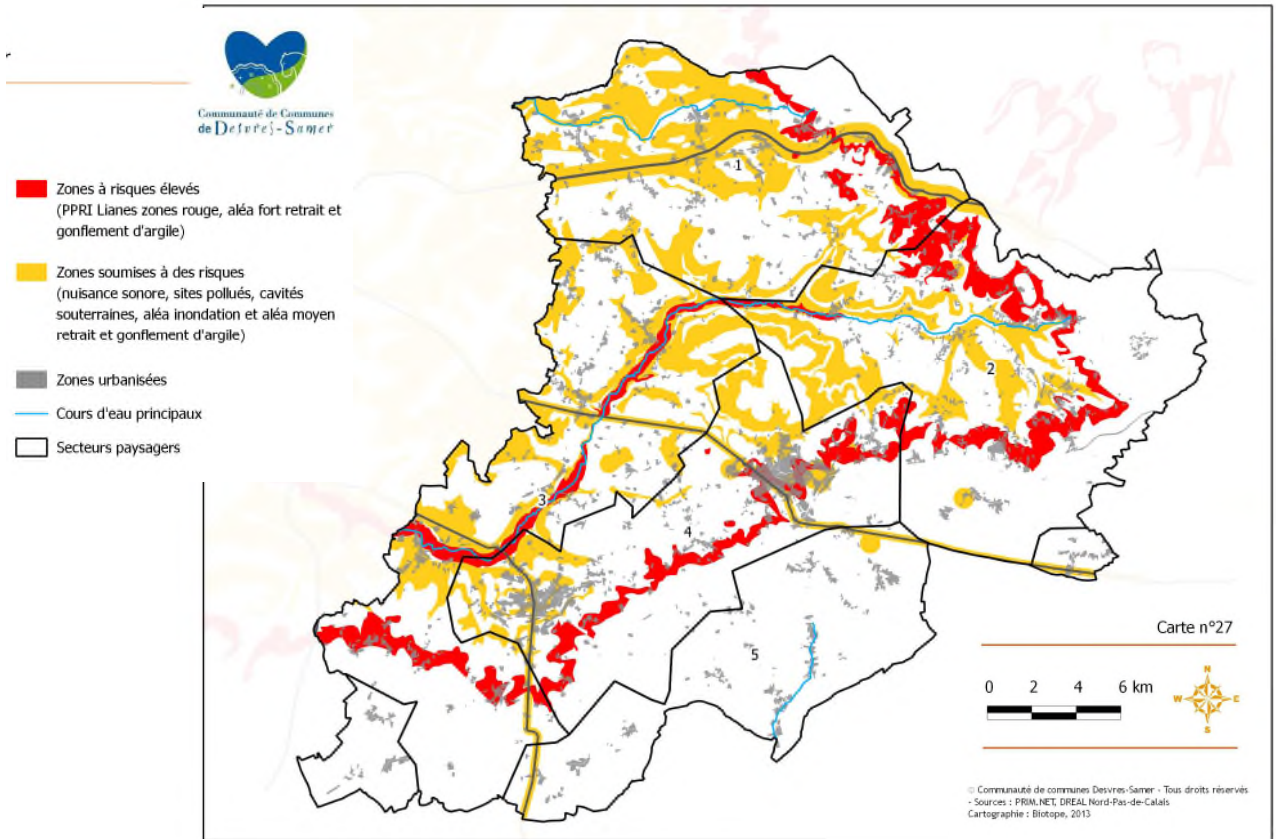 Communauté de Communes
de Desvres-Samer
Zones à risques élevés
(PPRI Lianes zones rouge, aléa fort retrait et
gonflement d'argile)
Zones soumises à des risques
(nuisance sonore, sites pollués, cavités
souterraines, aléa inondation et aléa moyen
retrait et gonflement d'argile)
Zones urbanisées
Cours d'eau principaux
Secteurs paysagers
1
2
3
4
5
Carte n°27
0 2 4 6 km
N
W E
S
© Communauté de communes Desvres-Samer - Tous droits réservés
- Sources : PRIM.NET, DREAL Nord-Pas-de-Calais
Cartographie : Biotope, 2013